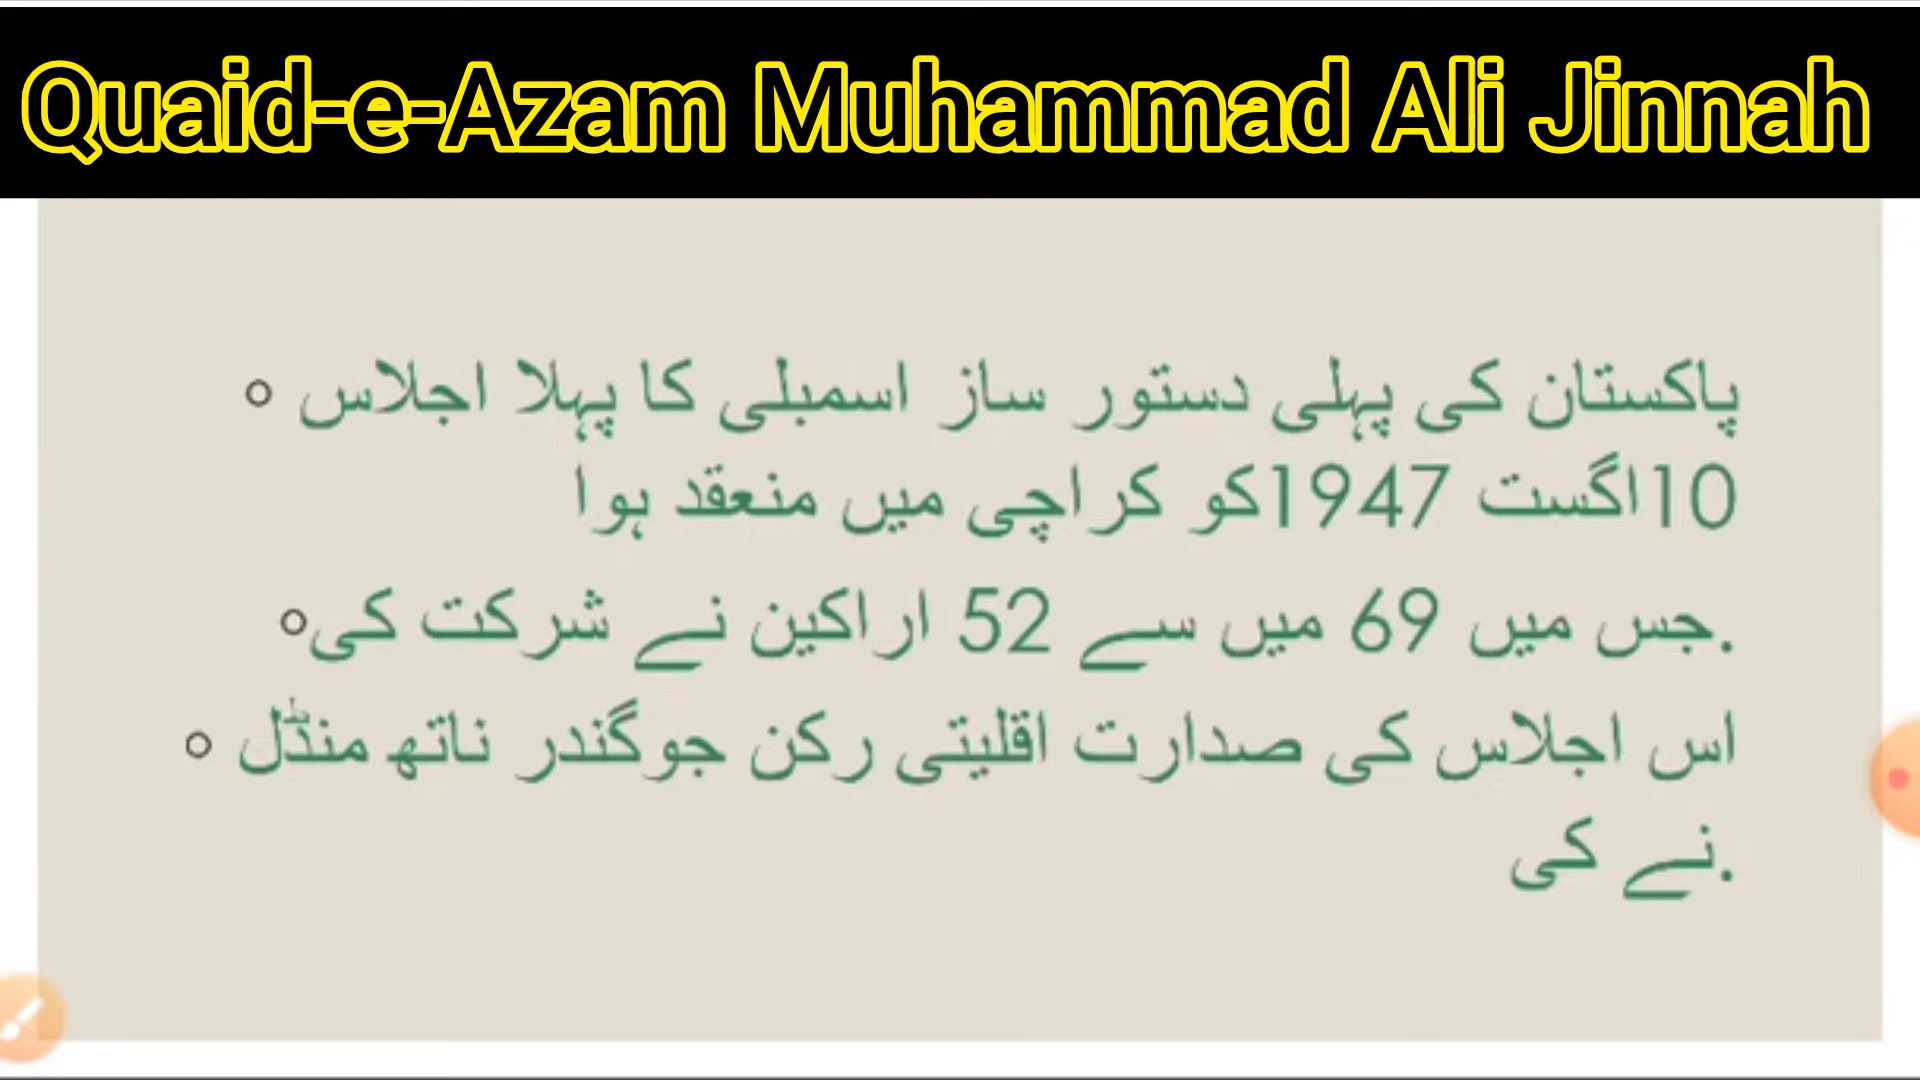 Quaid-e-Azam Muhammad Ali Jinnah
پاکستان کی پہلی دستور ساز اسمبلی کا پہلا اجلاس
10اگست 1947کو کراچی میں منعقد ہوا
.جس میں 69 میں سے 52 اراکین نے شرکت کی
اس اجلاس کی صدارت اقلیتی رکن جوگندر ناتھ منڈل
.نے کی